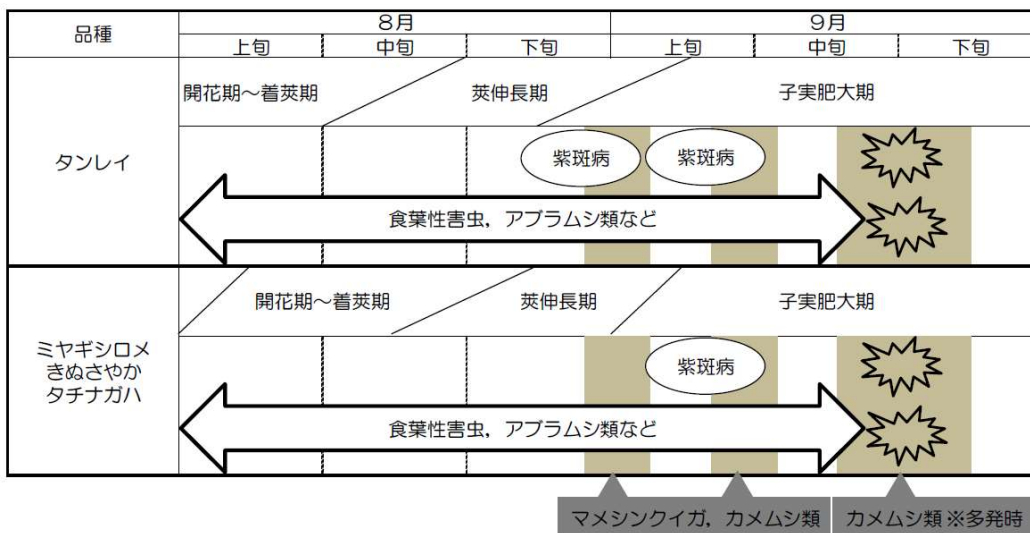 品種
8月
9月
上旬
中旬
下旬
上旬
中旬
下旬
タンレイ
開花期~着莢期
莢伸長期
子実肥大期
紫斑病
紫斑病
食葉性害虫，アブラムシ類など
ミヤギシロメ
きぬさやか
タチナガハ
開花期~着莢期
莢伸長期
子実肥大期
紫斑病
食葉性害虫，アブラムシ類など
マメシンクイガ，カメムシ類
カメムシ類 ※多発時